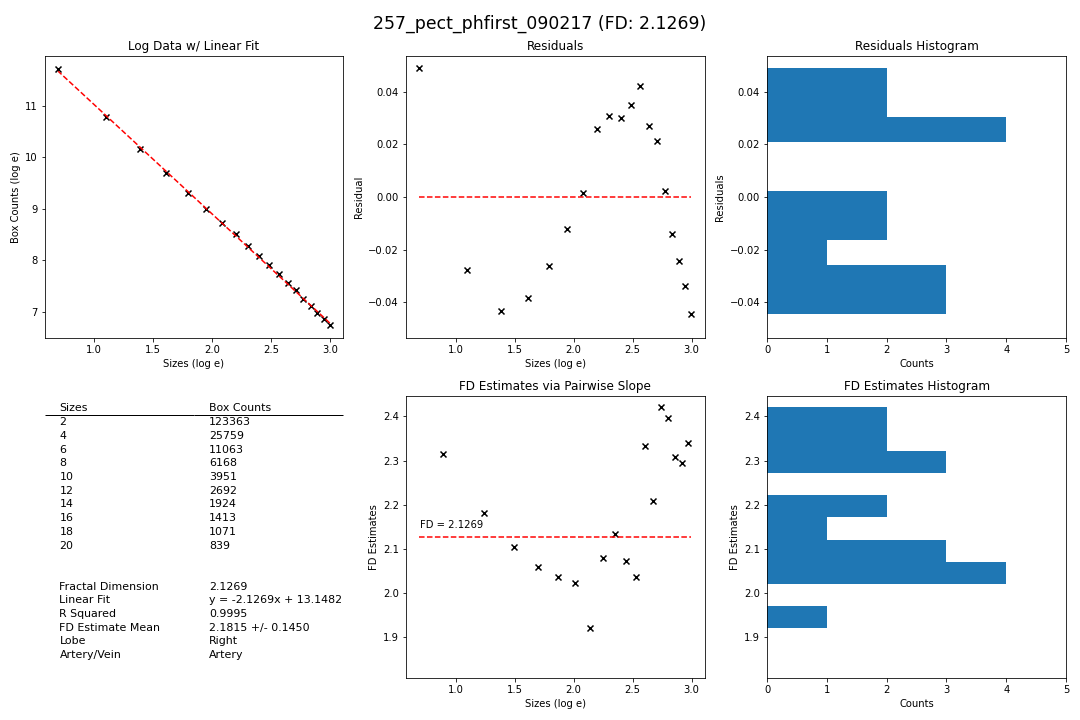 257_pect_phfirst_090217 (FD: 2.1269)
Log Data w/ Linear Fit
Box Counts (log e)
11
10
9
8
7
1.0 1.5 2.0 2.5 3.0
Sizes (log e)
Residuals
Residual
0.04
0.02
0.00
−0.02
−0.04
1.0 1.5 2.0 2.5 3.0
Sizes (log e)
Residuals Histogram
Residuals
0.04
0.02
0.00
−0.02
−0.04
0 1 2 3 4 5
Counts
Sizes Box Counts
2 123363
4 25759
6 11063
8 6168
10 3951
12 2692
14 1924
16 1413
18 1071
20 839
Fractal Dimension 2.1269
Linear Fit y = -2.1269x + 13.1482
R Squared 0.9995
FD Estimate Mean 2.1815 +/- 0.1450
Lobe Right
Artery/Vein Artery
FD Estimates via Pairwise Slope
FD Estimates
2.4
2.3
2.2
2.1
2.0
1.9
FD = 2.1269
1.0 1.5 2.0 2.5 3.0
Sizes (log e)
FD Estimates Histogram
FD Estimates
2.4
2.3
2.2
2.1
2.0
1.9
0 1 2 3 4 5
Counts